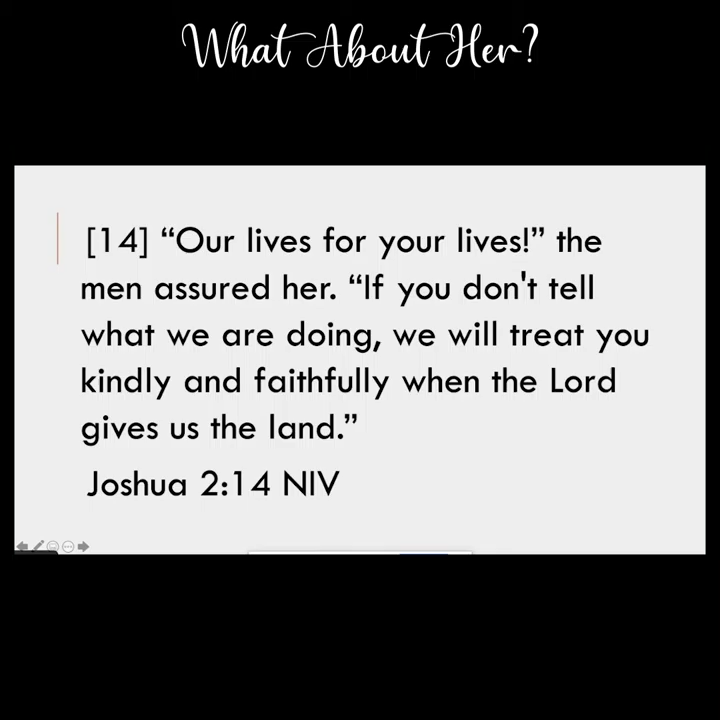 What About Her?
[14] “Our lives for your lives!” the
men assured her. “If you don't tell
what we are doing, we will treat you
kindly and faithfully when the Lord
gives us the land.”
Joshua 2:14 NIV